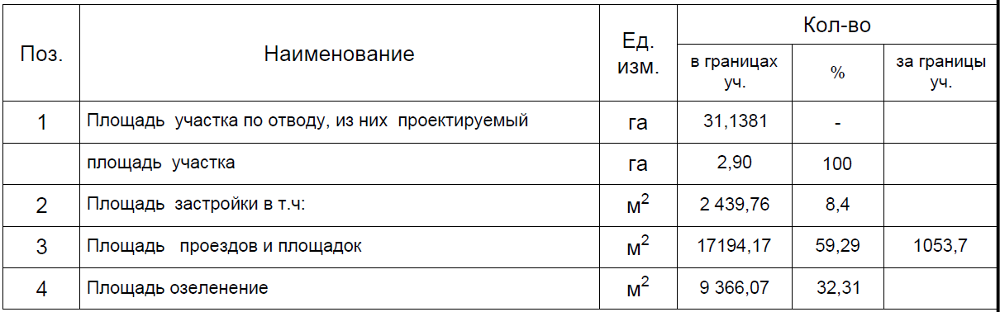 Поз. Наименование Ед. изм. Кол-во
в границах уч. % за границы уч.
1 Площадь участка по отводу, из них проектируемый га 31,1381 -
площадь участка га 2,90 100
2 Площадь застройки в т.ч: м² 2 439,76 8,4
3 Площадь проездов и площадок м² 17194,17 59,29 1053,7
4 Площадь озеленение м² 9 366,07 32,31